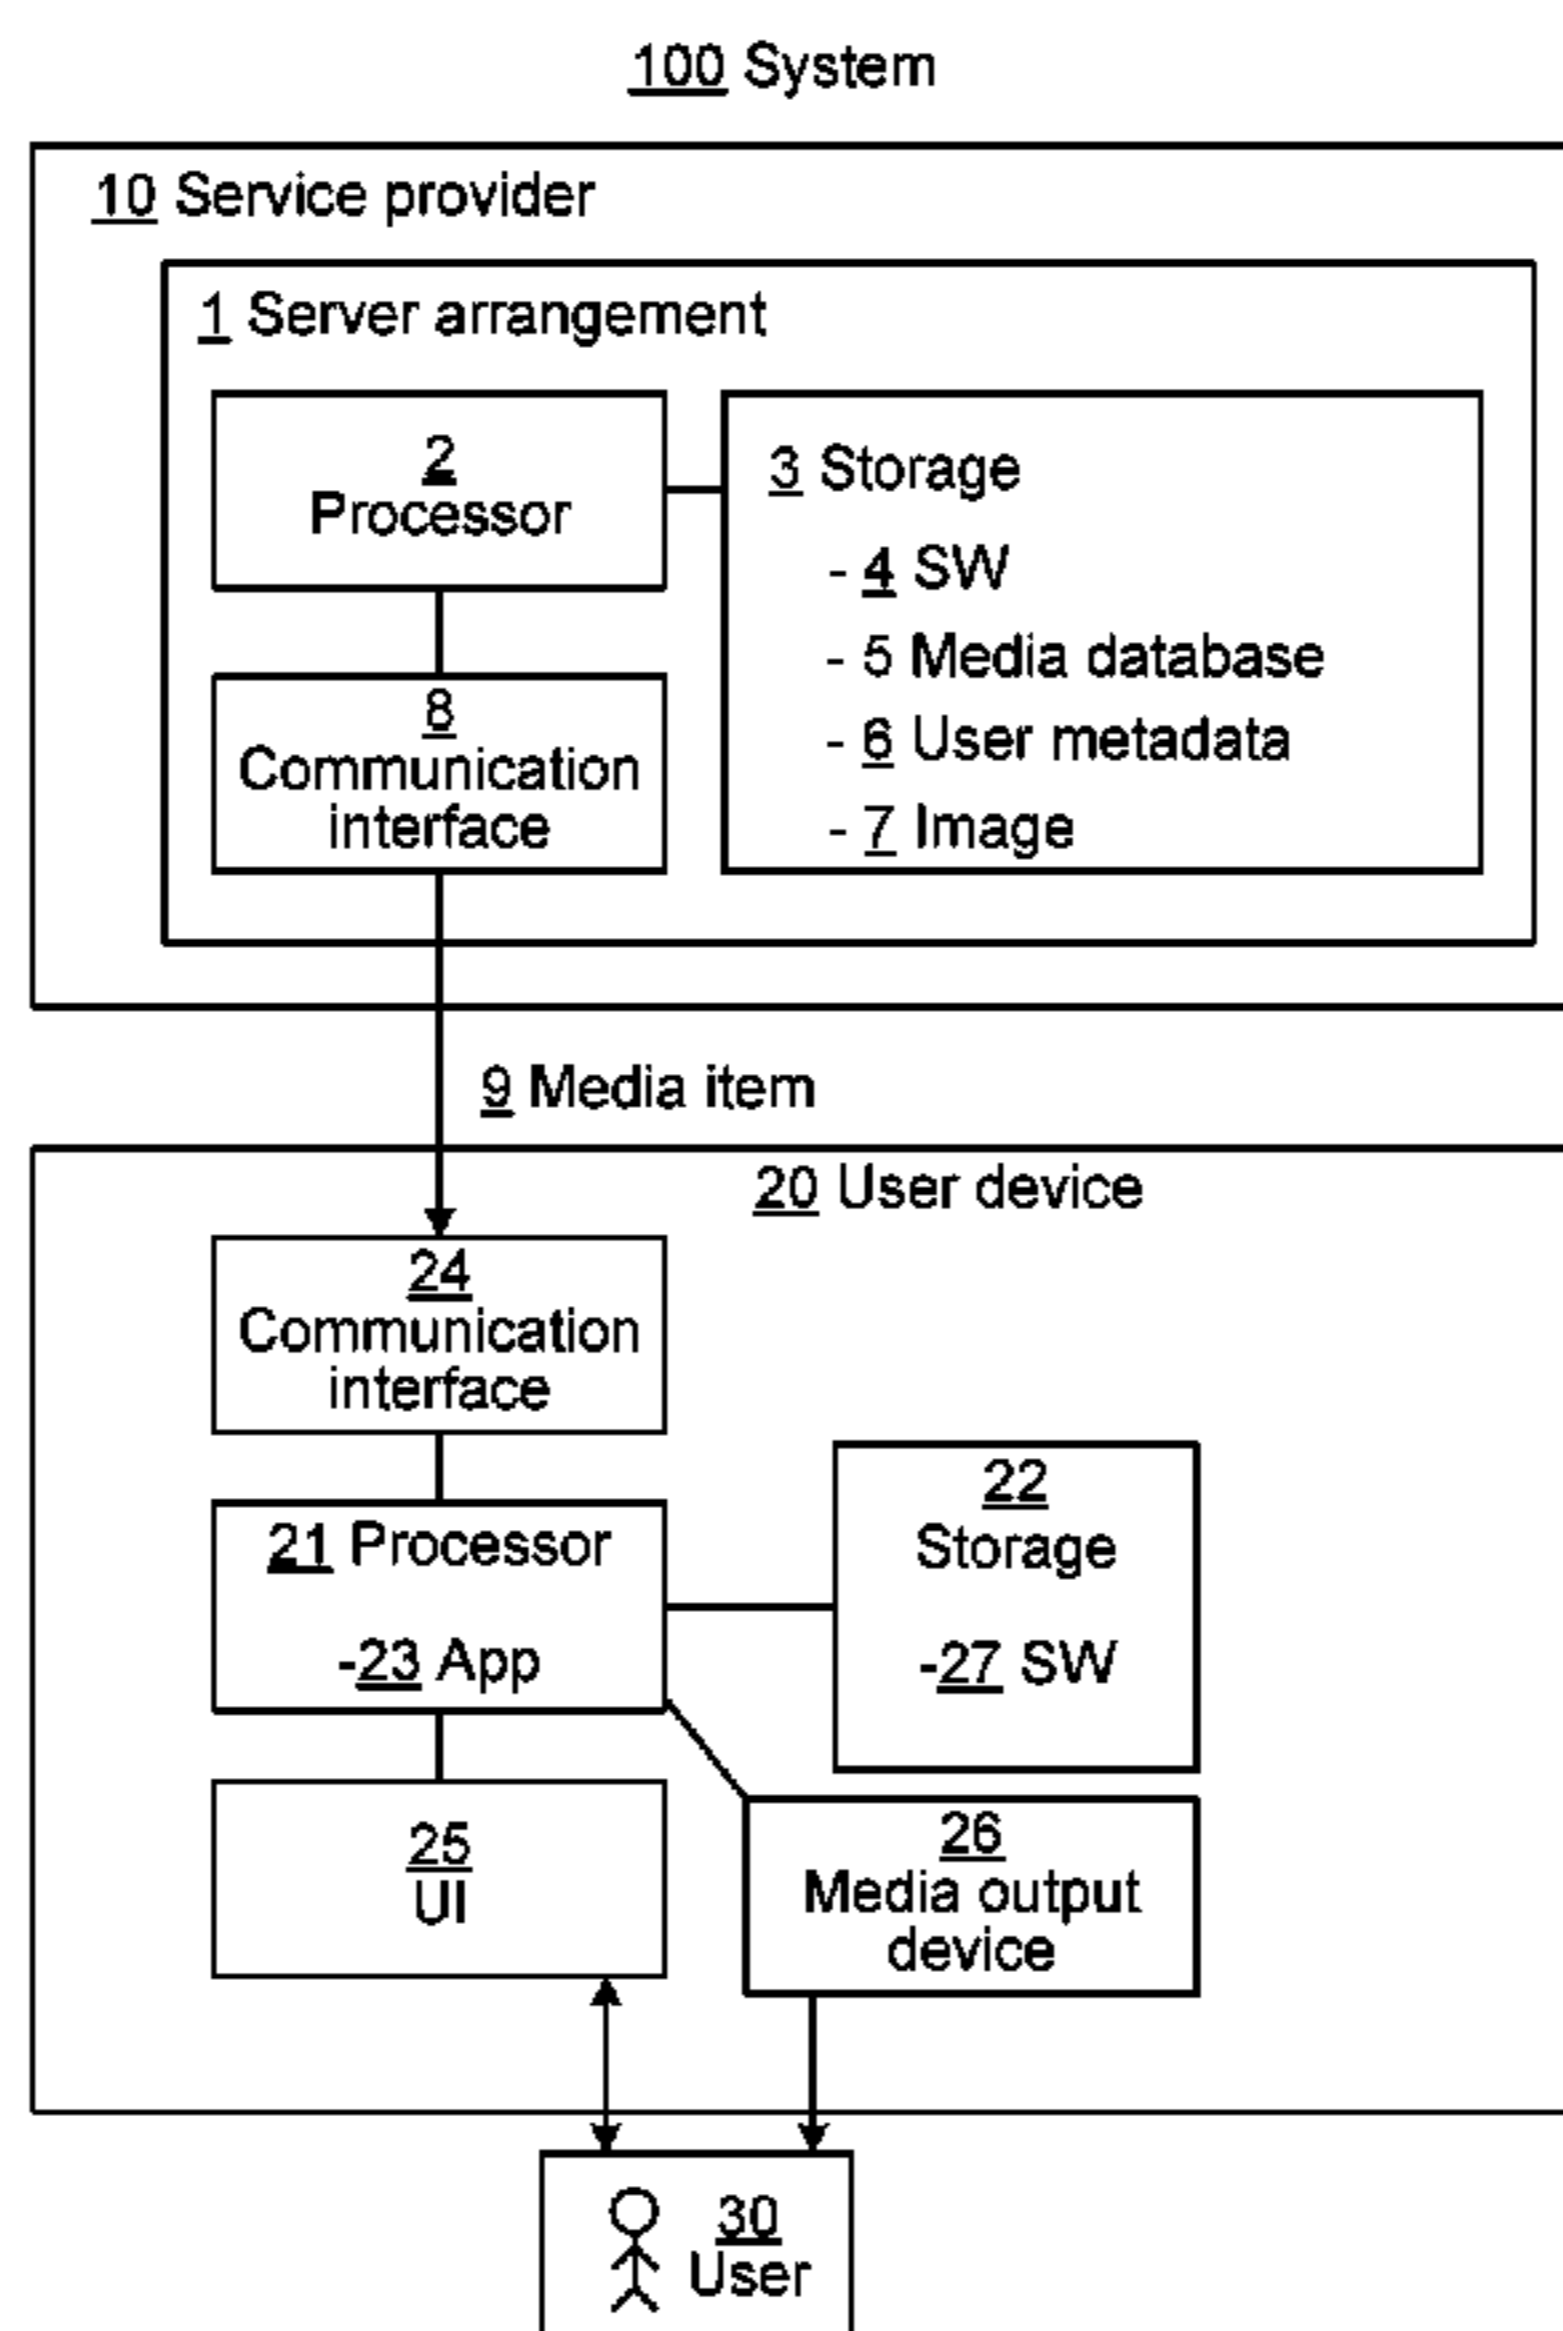 100 System
10 Service provider
1 Server arrangement
2
Processor
3 Storage
- 4 SW
- 5 Media database
- 6 User metadata
- 7 Image
8
Communication
interface
9 Media item
20 User device
24
Communication
interface
21 Processor
-23 App
22
Storage
-27 SW
25
UI
26
Media output
device
30
User